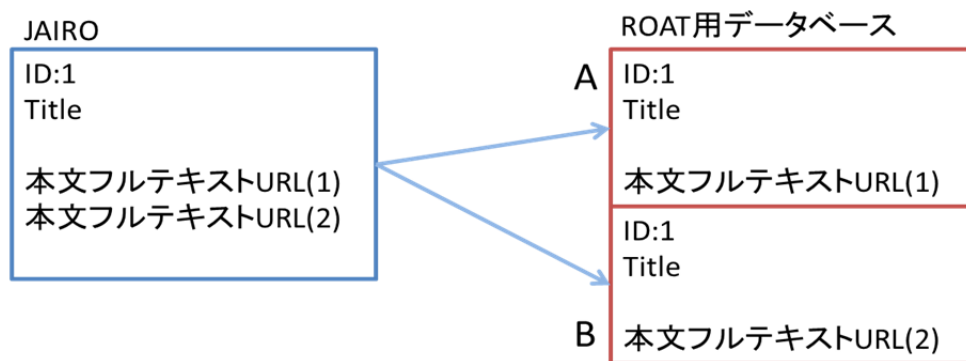 JAIRO
ID:1
Title
本文フルテキストURL(1)
本文フルテキストURL(2)
ROAT用データベース
A
ID:1
Title
本文フルテキストURL(1)
ID:1
Title
B
本文フルテキストURL(2)